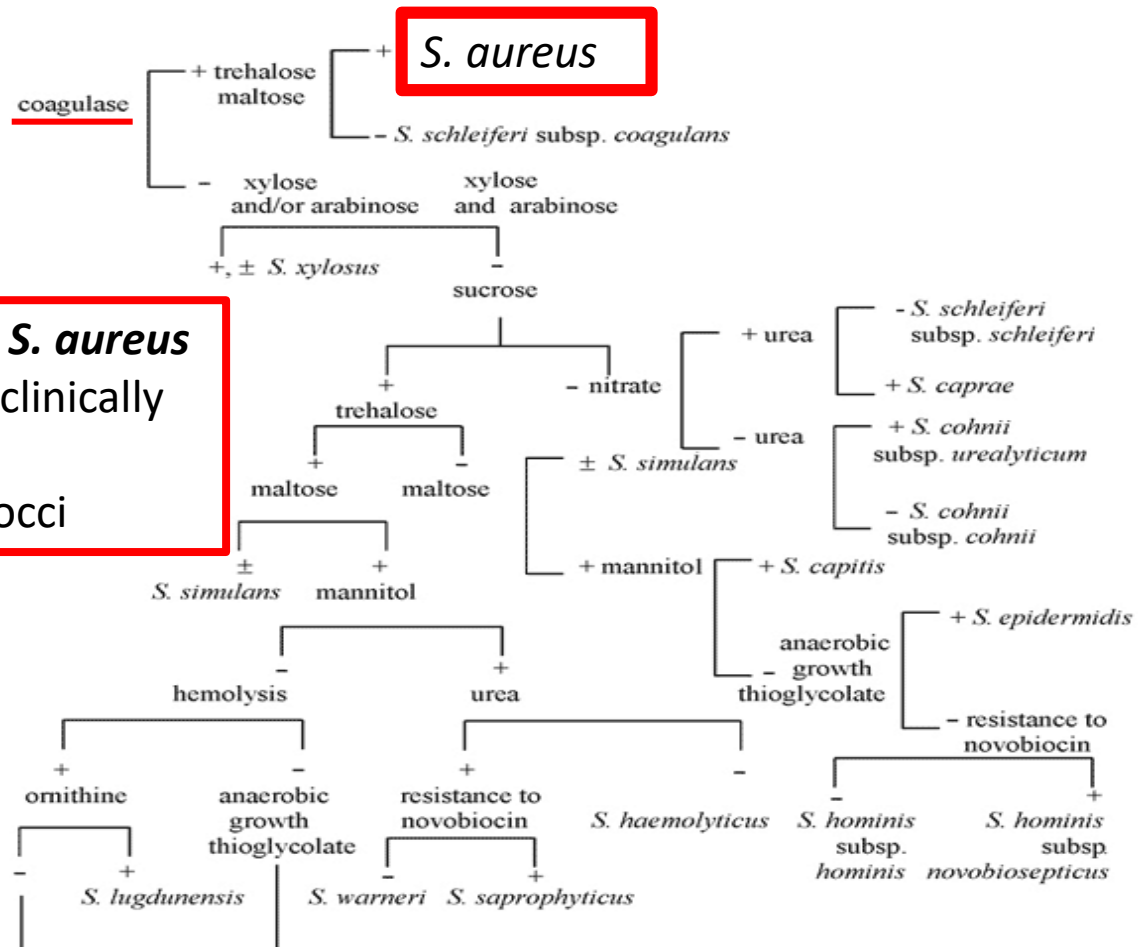 + S. aureus
coagulase
+ trehalose
maltose
- S. schleiferi subsp. coagulans
- xylose
and/or arabinose
xylose
and arabinose
+, ± S. xylosus
-
sucrose
S. aureus
clinically
occi
+
trehalose
- nitrate
+ urea
- S. schleiferi
subsp. schleiferi
+ S. caprae
- urea
+ S. cohnii
subsp. urealyticum
- S. cohnii
subsp. cohnii
+
maltose
-
maltose
± S. simulans
±
S. simulans
+
mannitol
+ mannitol
+ S. capitis
- anaerobic
growth
thioglycolate
+ S. epidermidis
- resistance to
novobiocin
-
hemolysis
+
urea
+
ornithine
-
anaerobic
growth
thioglycolate
+
resistance to
novobiocin
-
S. haemolyticus
-
S. hominis
subsp.
hominis
+
S. hominis
subsp
novobiosepticus
-
+
S. lugdunensis
-
S. warneri
+
S. saprophyticus